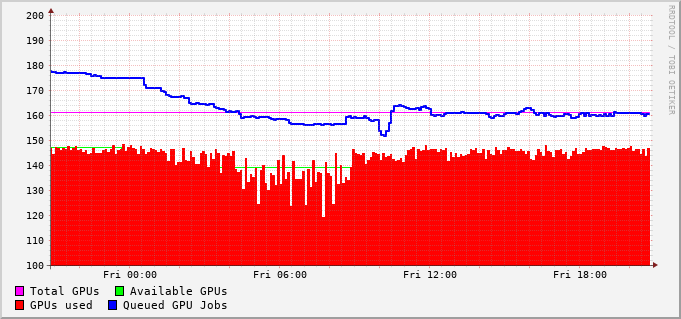 200
190
180
170
160
150
140
130
120
110
100
Fri 00:00 Fri 06:00 Fri 12:00 Fri 18:00
Total GPUs Available GPUs
GPUs used Queued GPU Jobs
RRDTOOL / TOBI OETIKER